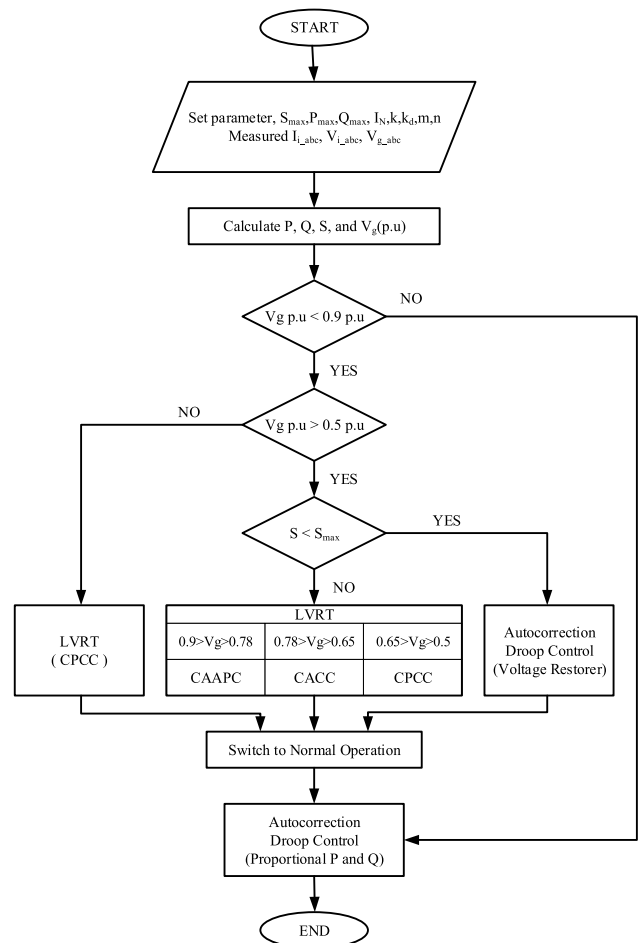 START
Set parameter, Smax,Pmax,Qmax, IN,k,kd,m,n
Measured Ii_abc, Vi_abc, Vg_abc
Calculate P, Q, S, and Vg(p.u)
Vg p.u < 0.9 p.u
NO
YES
Vg p.u > 0.5 p.u
NO
YES
S < Smax
YES
NO
LVRT
( CPCC )
LVRT
0.9>Vg>0.78
0.78>Vg>0.65
0.65>Vg>0.5
CAAPC
CACC
CPCC
Autocorrection
Droop Control
(Voltage Restorer)
Switch to Normal Operation
Autocorrection
Droop Control
(Proportional P and Q)
END